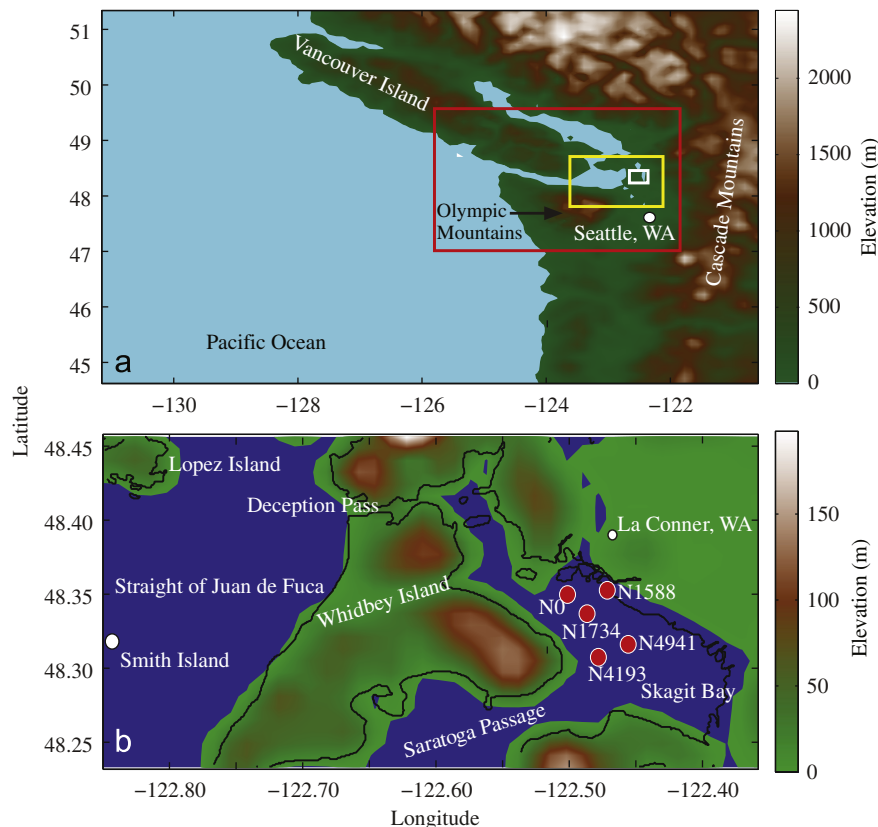 51
50
49
48
47
46
45
Vancouver Island
Olympic
Mountains
Seattle, WA
Cascade Mountains
Pacific Ocean
a
−130
−128
−126
−124
−122
2000
1500
1000
500
0
Elevation (m)
Latitude
48.45
48.40
48.35
48.30
48.25
Lopez Island
Deception Pass
La Conner, WA
Straight of Juan de Fuca
Whidbey Island
N0
N1588
N1734
N4941
Smith Island
N4193
Skagit Bay
Saratoga Passage
b
−122.80
−122.70
−122.60
−122.50
−122.40
Longitude
150
100
50
0
Elevation (m)